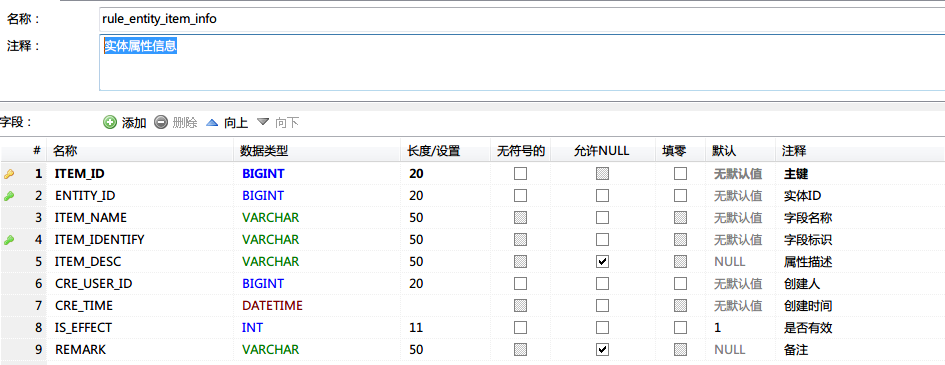 名称： rule_entity_item_info
注释： 实体属性信息
字段： 添加 删除 向上 向下
# 名称 数据类型 长度/设置 无符号的 允许NULL 填零 默认 注释
1 ITEM_ID BIGINT 20 无默认值 主键
2 ENTITY_ID BIGINT 20 无默认值 实体ID
3 ITEM_NAME VARCHAR 50 无默认值 字段名称
4 ITEM_IDENTIFY VARCHAR 50 无默认值 字段标识
5 ITEM_DESC VARCHAR 50 NULL 属性描述
6 CRE_USER_ID BIGINT 20 无默认值 创建人
7 CRE_TIME DATETIME 无默认值 创建时间
8 IS_EFFECT INT 11 1 是否有效
9 REMARK VARCHAR 50 NULL 备注